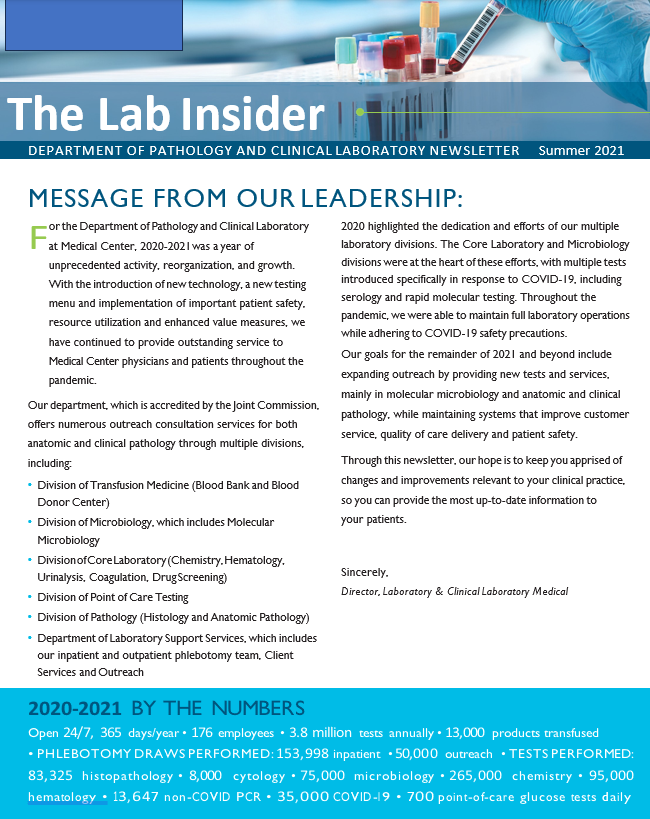 The Lab Insider
DEPARTMENT OF PATHOLOGY AND CLINICAL LABORATORY NEWSLETTER Summer 2021
MESSAGE FROM OUR LEADERSHIP:
For the Department of Pathology and Clinical Laboratory
at Medical Center, 2020-2021 was a year of
unprecedented activity, reorganization, and growth.
With the introduction of new technology, a new testing
menu and implementation of important patient safety,
resource utilization and enhanced value measures, we
have continued to provide outstanding service to
Medical Center physicians and patients throughout the
pandemic.
Our department, which is accredited by the Joint Commission,
offers numerous outreach consultation services for both
anatomic and clinical pathology through multiple divisions,
including:
• Division of Transfusion Medicine (Blood Bank and Blood
Donor Center)
• Division of Microbiology, which includes Molecular
Microbiology
• Division of Core Laboratory (Chemistry, Hematology,
Urinalysis, Coagulation, Drug Screening)
• Division of Point of Care Testing
• Division of Pathology (Histology and Anatomic Pathology)
• Department of Laboratory Support Services, which includes
our inpatient and outpatient phlebotomy team, Client
Services and Outreach
2020 highlighted the dedication and efforts of our multiple
laboratory divisions. The Core Laboratory and Microbiology
divisions were at the heart of these efforts, with multiple tests
introduced specifically in response to COVID-19, including
serology and rapid molecular testing. Throughout the
pandemic, we were able to maintain full laboratory operations
while adhering to COVID-19 safety precautions.
Our goals for the remainder of 2021 and beyond include
expanding outreach by providing new tests and services,
mainly in molecular microbiology and anatomic and clinical
pathology, while maintaining systems that improve customer
service, quality of care delivery and patient safety.
Through this newsletter, our hope is to keep you apprised of
changes and improvements relevant to your clinical practice,
so you can provide the most up-to-date information to
your patients.
Sincerely,
Director, Laboratory & Clinical Laboratory Medical
2020-2021 BY THE NUMBERS
Open 24/7, 365 days/year • 176 employees • 3.8 million tests annually • 13,000 products transfused
• PHLEBOTOMY DRAWS PERFORMED: 153,998 inpatient • 50,000 outreach • TESTS PERFORMED:
83,325 histopathology • 8,000 cytology • 75,000 microbiology • 265,000 chemistry • 95,000
hematology • 13,647 non-COVID PCR • 35,000 COVID-19 • 700 point-of-care glucose tests daily